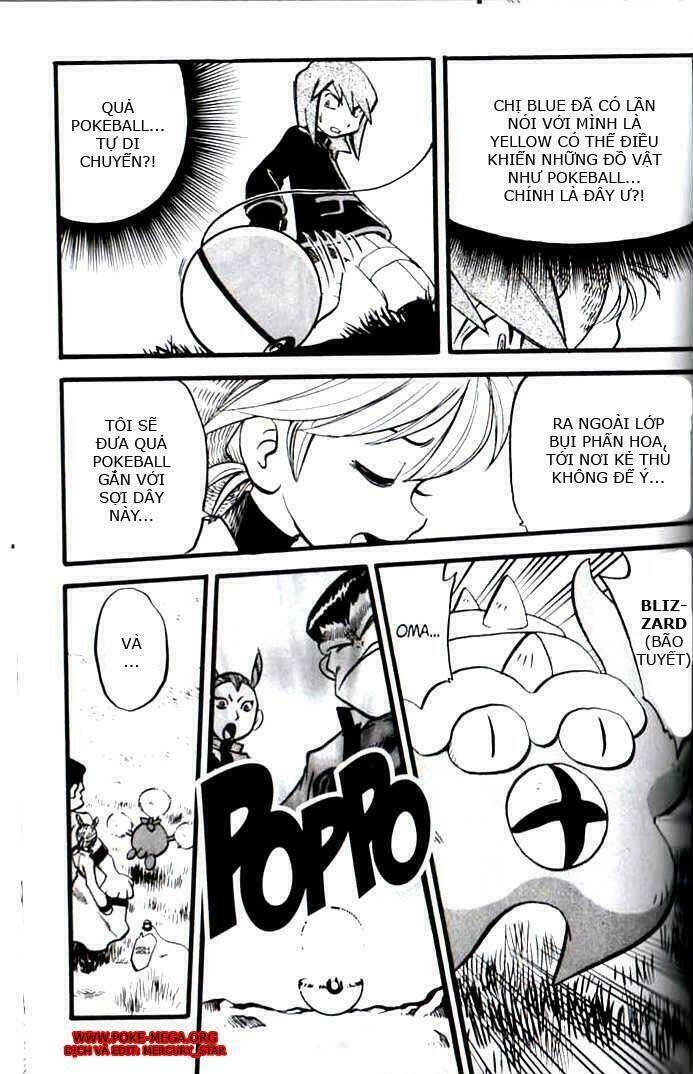 QUẢ
POKEBALL...
TỰ DI
CHUYỂN?!
CHỊ BLUE ĐÃ CÓ LẦN
NÓI VỚI MÌNH LÀ
YELLOW CÓ THỂ ĐIỀU
KHIỂN NHỮNG ĐỒ VẬT
NHƯ POKEBALL...
CHÍNH LÀ ĐÂY Ư?!
TÔI SẼ
ĐƯA QUẢ
POKEBALL
GẮN VỚI
SỢI DÂY
NÀY...
RA NGOÀI LỚP
BỤI PHẤN HOA,
TỚI NƠI KẺ THÙ
KHÔNG ĐỂ Ý...
VÀ
...
POPPO
OMA...
BLIZ-
ZARD
(BÃO
TUYẾT)
WWW.POKE-MEGA.ORG
DỊCH VÀ EDIT: MERCURY_STAR